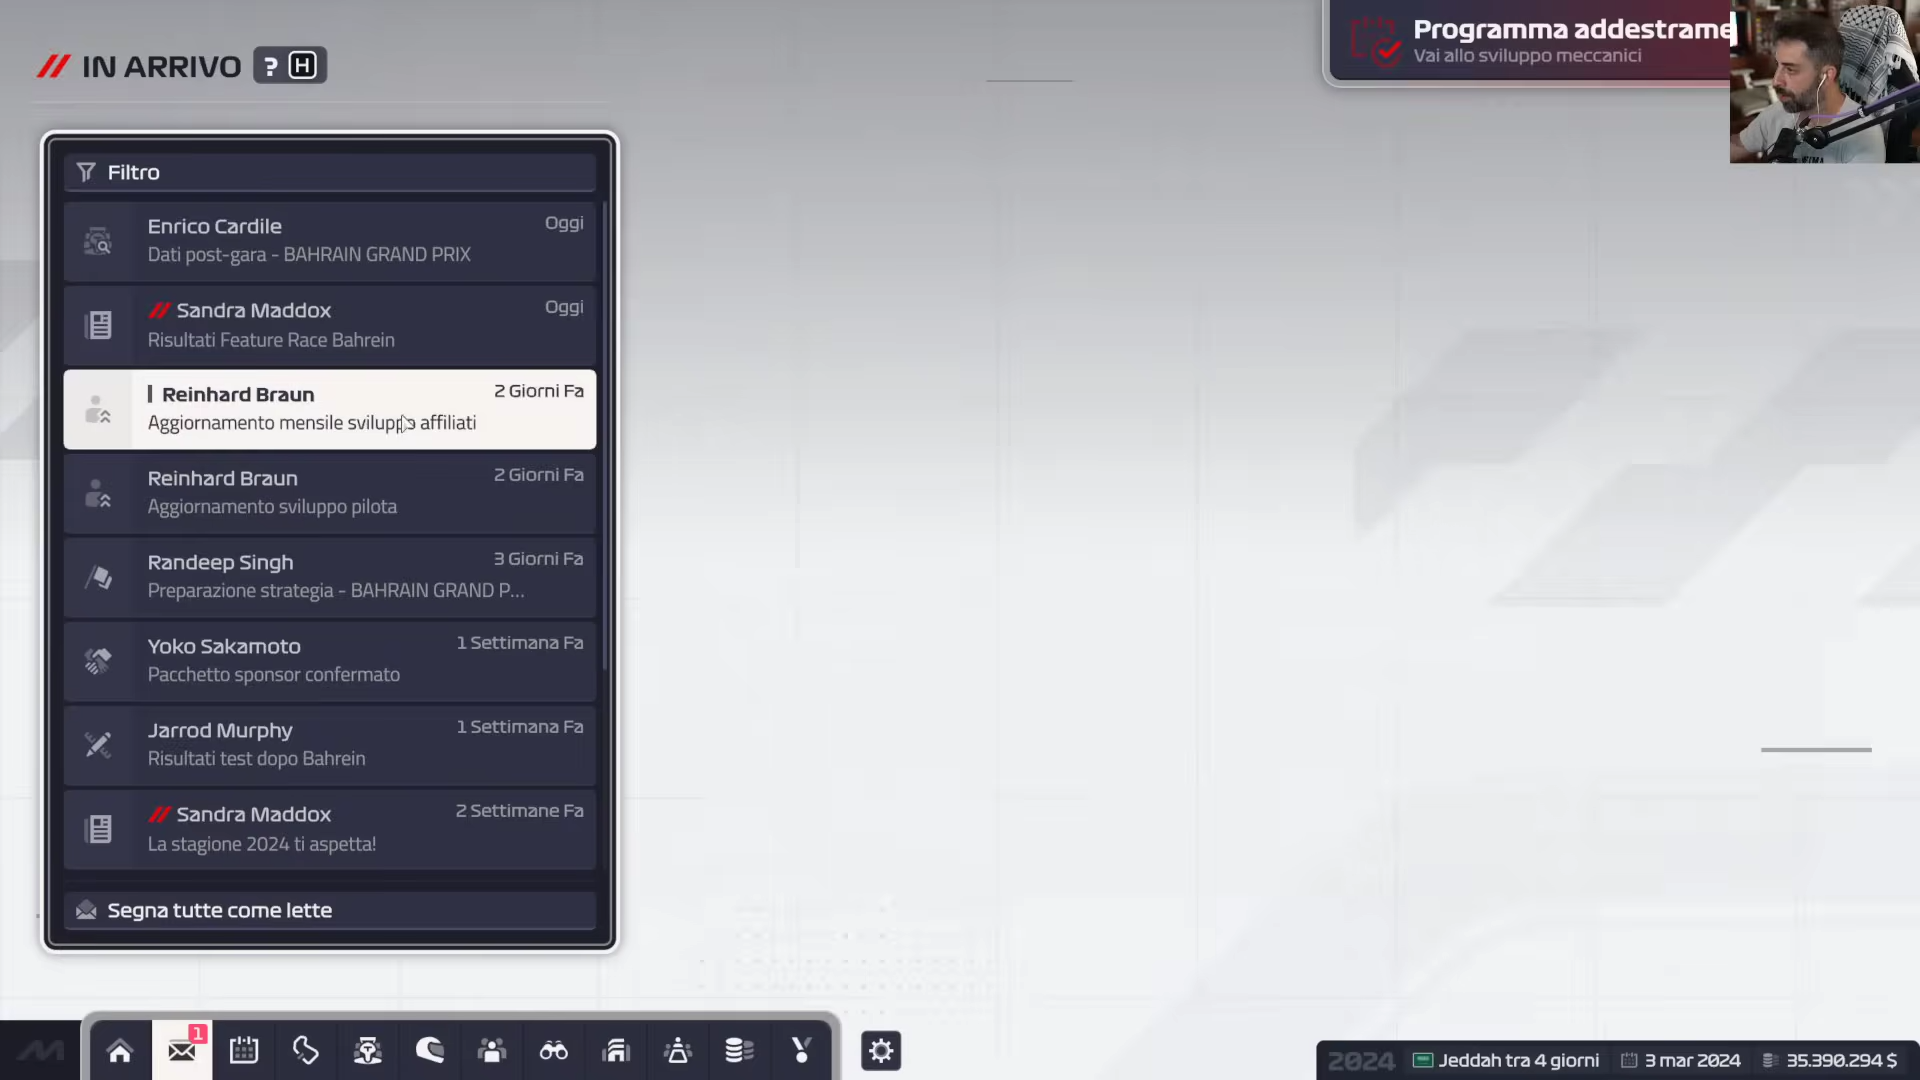 IN ARRIVO ? H
Programma addestrame
Vai allo sviluppo meccanici
Filtro
Enrico Cardile Oggi
Dati post-gara - BAHRAIN GRAND PRIX
Sandra Maddox Oggi
Risultati Feature Race Bahrein
Reinhard Braun 2 Giorni Fa
Aggiornamento mensile sviluppo affiliati
Reinhard Braun 2 Giorni Fa
Aggiornamento sviluppo pilota
Randeep Singh 3 Giorni Fa
Preparazione strategia - BAHRAIN GRAND P...
Yoko Sakamoto 1 Settimana Fa
Pacchetto sponsor confermato
Jarrod Murphy 1 Settimana Fa
Risultati test dopo Bahrein
Sandra Maddox 2 Settimane Fa
La stagione 2024 ti aspetta!
Segna tutte come lette
1
2024 Jeddah tra 4 giorni 3 mar 2024 35.390.294 $